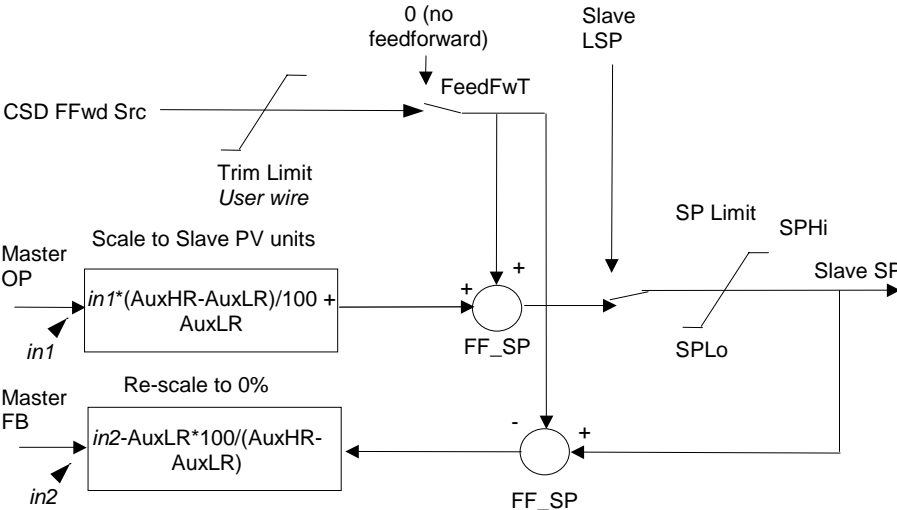 0 (no
feedforward)
Slave
LSP
FeedFwT
CSD FFwd Src
Trim Limit
User wire
SP Limit
SPHi
Scale to Slave PV units
Master
OP
in1*(AuxHR-AuxLR)/100 +
AuxLR
in1
+
+
FF_SP
Slave SP
SPLo
Re-scale to 0%
Master
FB
in2-AuxLR*100/(AuxHR-
AuxLR)
in2
-
+
FF_SP